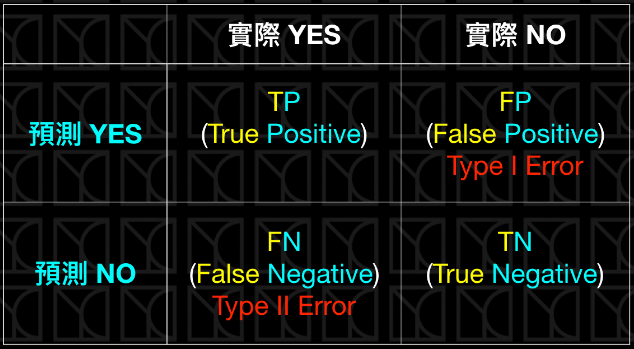 實際 YES
實際 NO
預測 YES
TP
(True Positive)
FP
(False Positive)
Type I Error
預測 NO
FN
(False Negative)
Type II Error
TN
(True Negative)